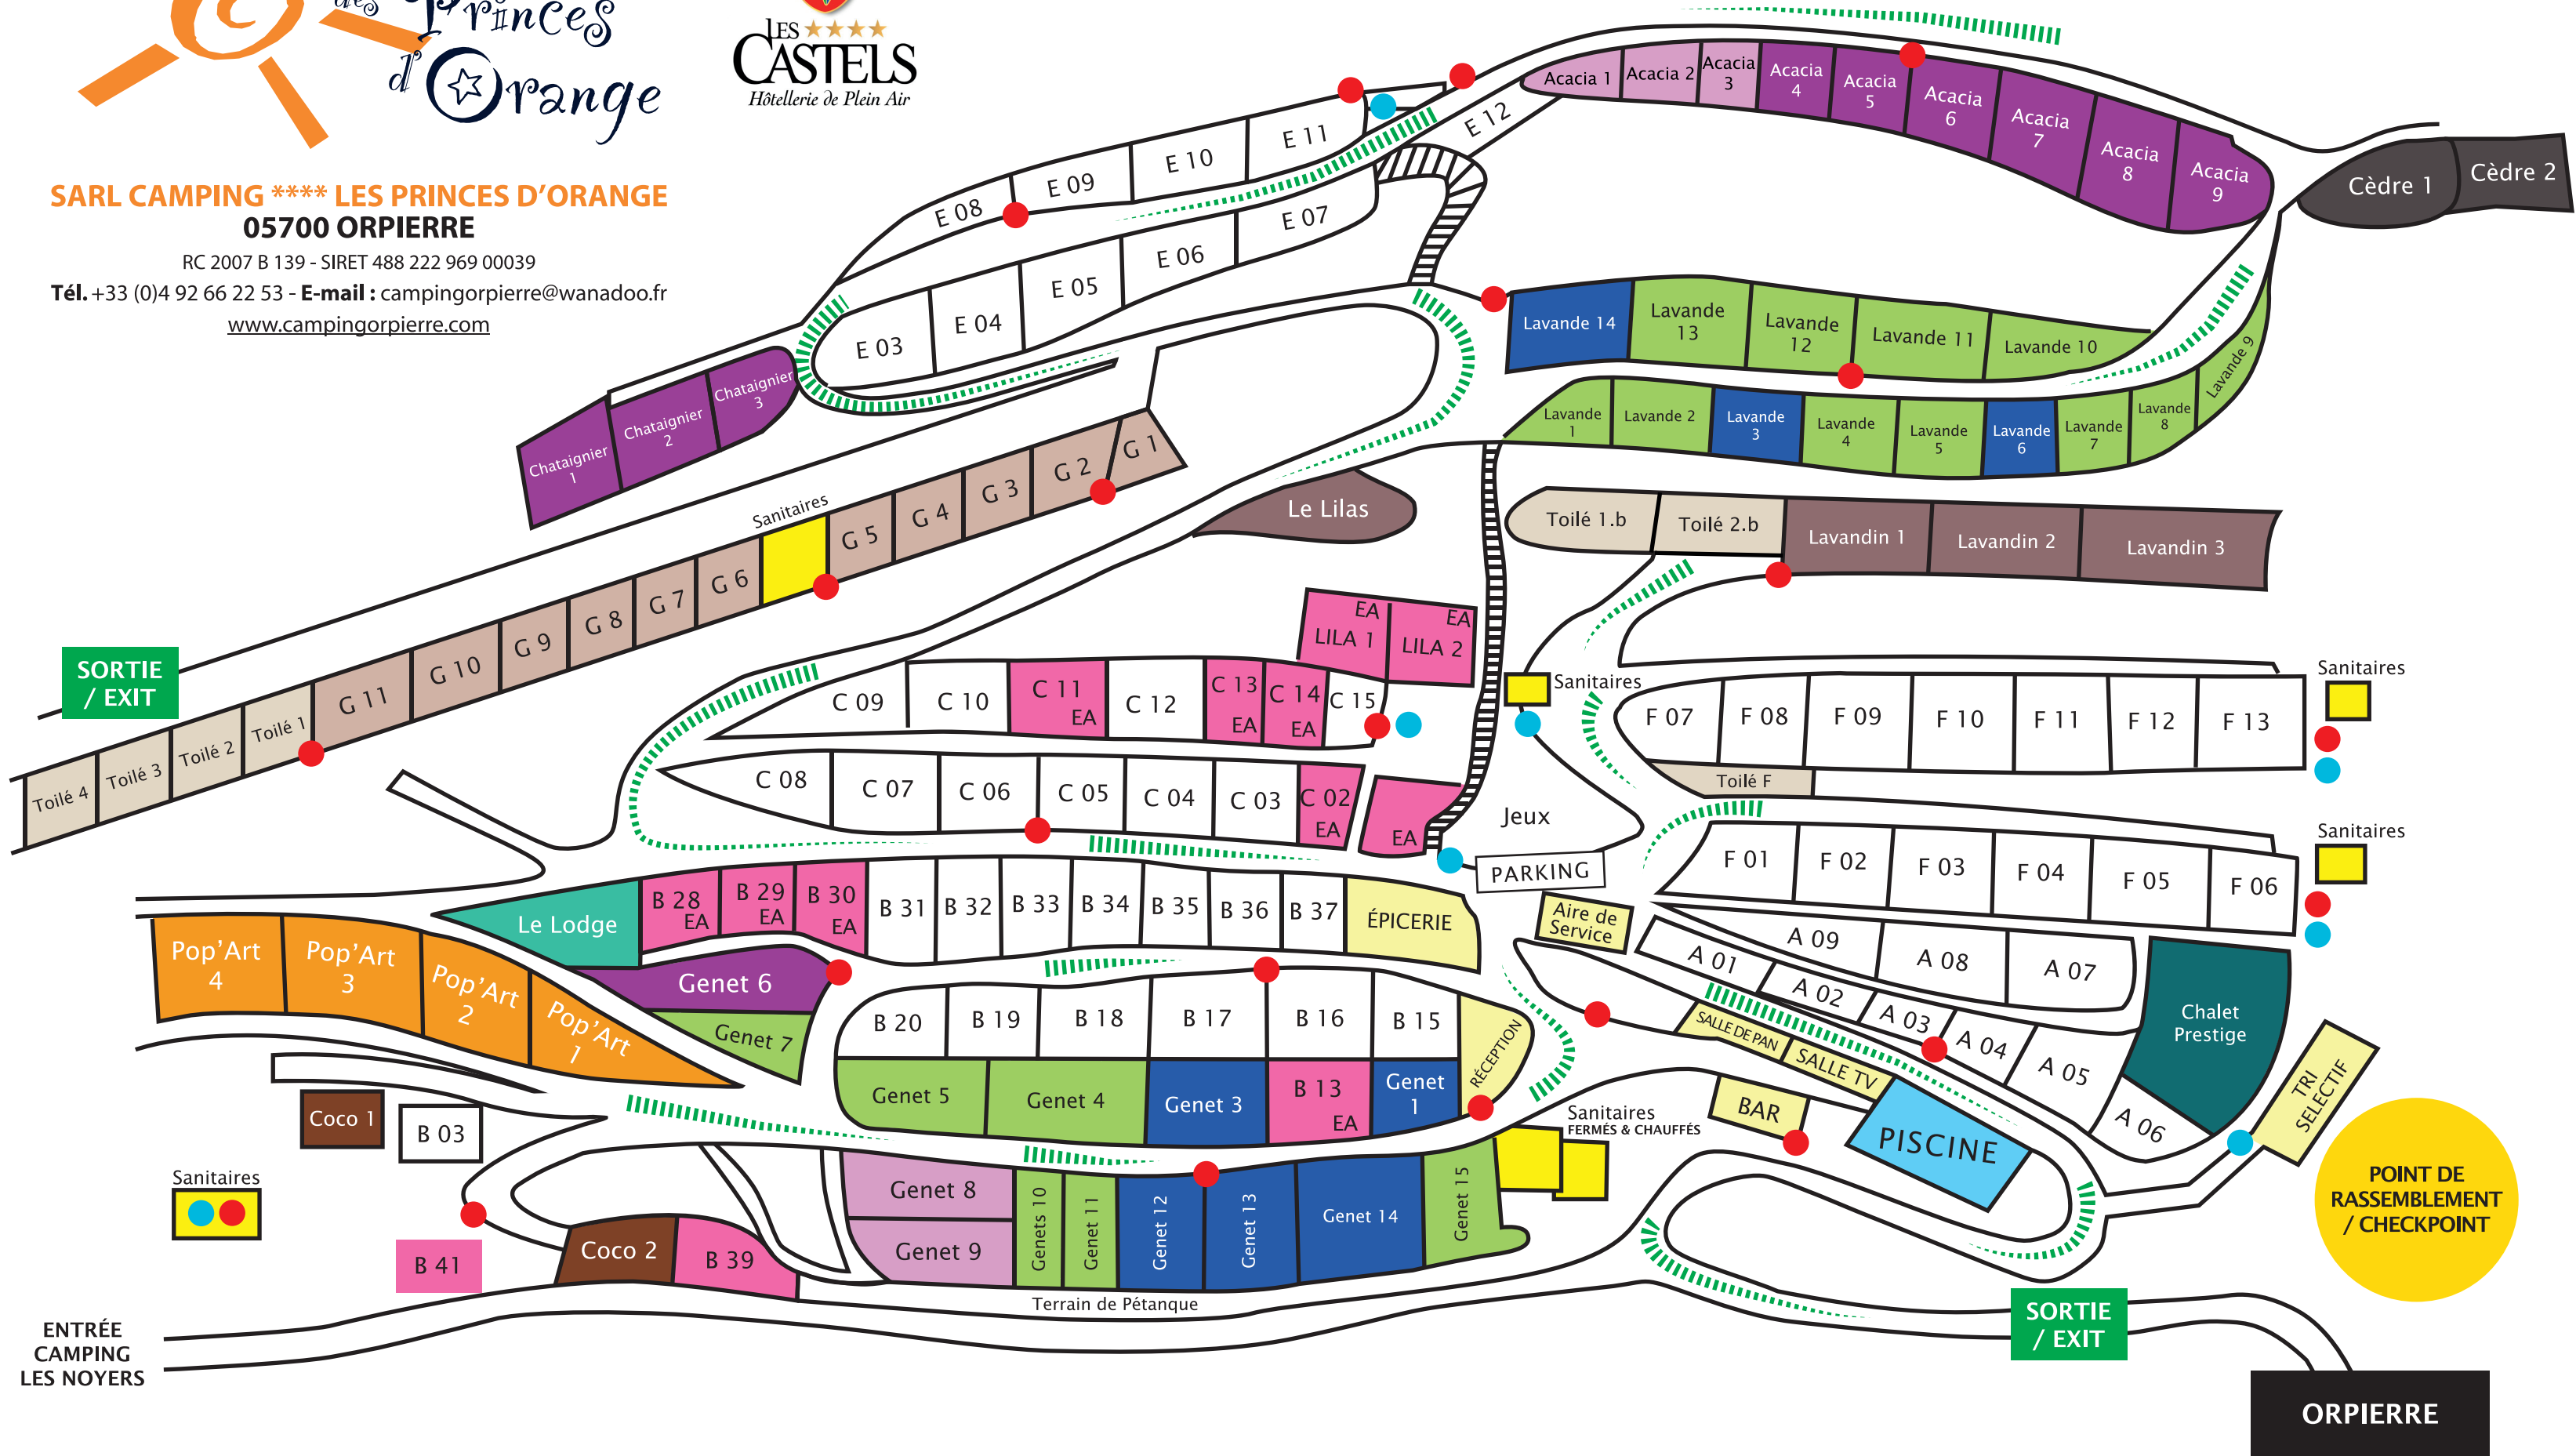 des Princes
d'Orange
LES ★★★★
CASTELS
Hôtellerie de Plein Air
SARL CAMPING **** LES PRINCES D'ORANGE
05700 ORPIERRE
RC 2007 B 139 - SIRET 488 222 969 00039
Tél. +33 (0)4 92 66 22 53 - E-mail : campingorpierre@wanadoo.fr
www.campingorpierre.com
Acacia 1
Acacia 2
Acacia
3
Acacia
4
Acacia
5
Acacia
6
Acacia
7
Acacia
8
Acacia
9
Cèdre 1
Cèdre 2
E 12
E 11
E 10
E 09
E 08
E 07
E 06
E 05
E 04
E 03
Chataignier
3
Chataignier
2
Chataignier
1
Lavande 14
Lavande
13
Lavande
12
Lavande 11
Lavande 10
Lavande 9
Lavande
1
Lavande 2
Lavande
3
Lavande
4
Lavande
5
Lavande
6
Lavande
7
Lavande
8
G 1
G 2
G 3
G 4
G 5
Sanitaires
G 6
G 7
G 8
G 9
G 10
G 11
Toilé 1
Toilé 2
Toilé 3
Toilé 4
SORTIE
/ EXIT
Le Lilas
Toilé 1.b
Toilé 2.b
Lavandin 1
Lavandin 2
Lavandin 3
EA
LILA 1
EA
LILA 2
C 09
C 10
C 11
EA
C 12
C 13
EA
C 14
EA
C 15
Sanitaires
F 07
F 08
F 09
F 10
F 11
F 12
F 13
Sanitaires
Toilé F
C 08
C 07
C 06
C 05
C 04
C 03
C 02
EA
EA
Jeux
PARKING
F 01
F 02
F 03
F 04
F 05
F 06
Sanitaires
Le Lodge
B 28
EA
B 29
EA
B 30
EA
B 31
B 32
B 33
B 34
B 35
B 36
B 37
ÉPICERIE
Aire de
Service
A 01
A 02
A 03
A 04
A 05
A 06
A 09
A 08
A 07
Chalet
Prestige
Pop'Art
4
Pop'Art
3
Pop'Art
2
Pop'Art
1
Genet 6
Genet 7
B 20
B 19
B 18
B 17
B 16
B 15
RÉCEPTION
Genet 5
Genet 4
Genet 3
B 13
EA
Genet
1
SALLE DE PAN
SALLE TV
BAR
PISCINE
TRI
SELECTIF
Coco 1
B 03
Sanitaires
FERMÉS & CHAUFFÉS
Sanitaires
Genet 8
Genet 9
Genets 10
Genet 11
Genet 12
Genet 13
Genet 14
Genet 15
B 41
Coco 2
B 39
Terrain de Pétanque
POINT DE
RASSEMBLEMENT
/ CHECKPOINT
ENTRÉE
CAMPING
LES NOYERS
SORTIE
/ EXIT
ORPIERRE